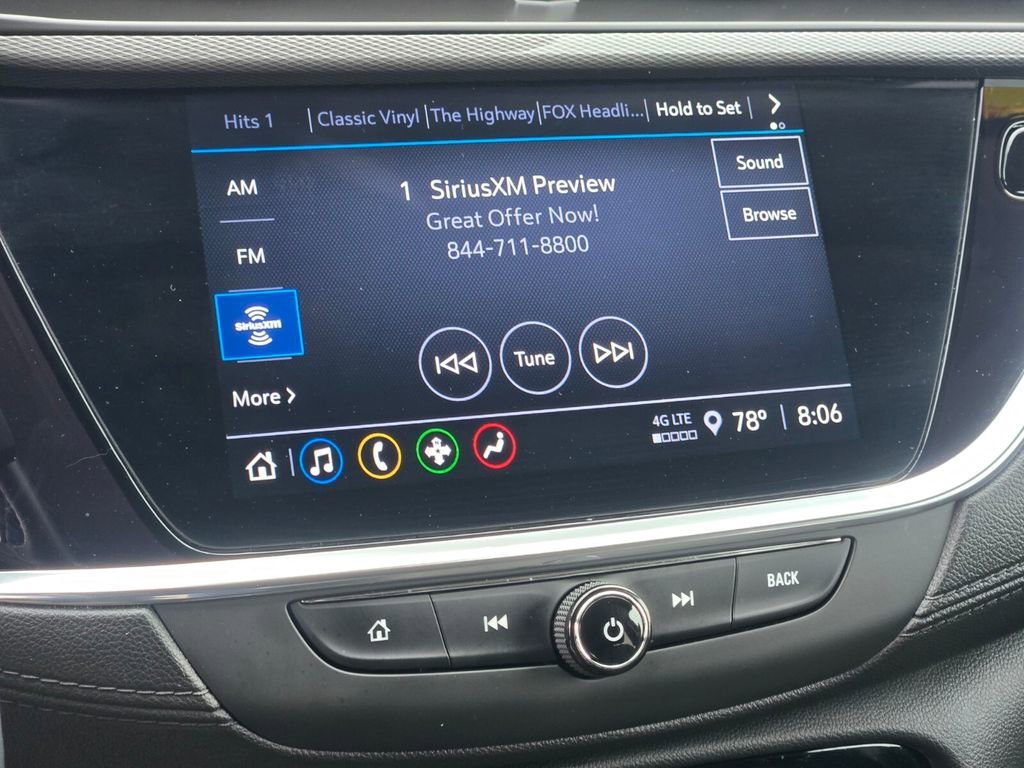 Hits 1 | Classic Vinyl | The Highway | FOX Headli... | Hold to Set |
AM
1 SiriusXM Preview
Sound
Great Offer Now!
Browse
FM
844-711-8800
SiriusXM
Tune
More
4G LTE 78° | 8:06
BACK